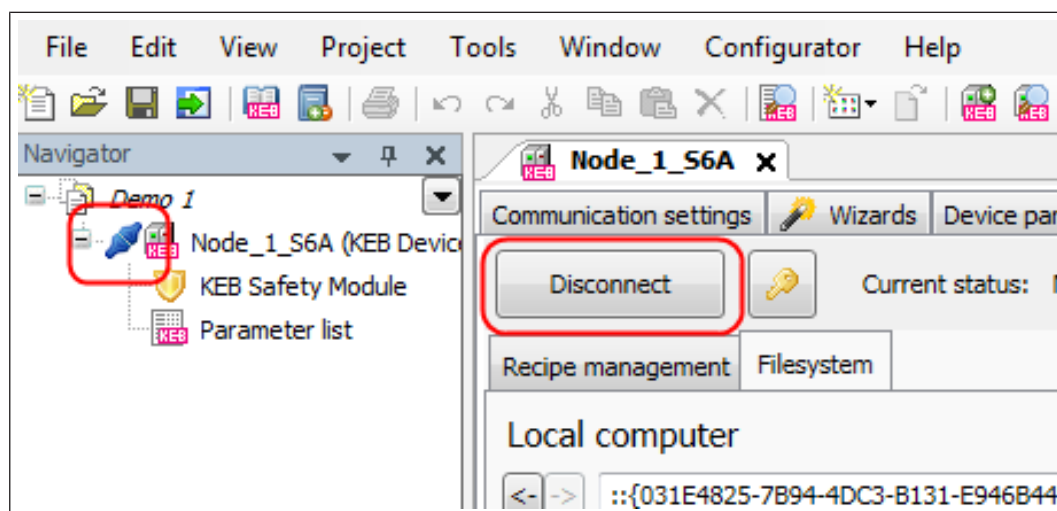 File Edit View Project Tools Window Configurator Help
Navigator
Node_1_S6A
Demo 1
Communication settings Wizards Device par
Node_1_S6A (KEB Devic
Disconnect
Current status:
KEB Safety Module
Parameter list
Recipe management Filesystem
Local computer
<- -> ::{031E4825-7B94-4DC3-B131-E946B44